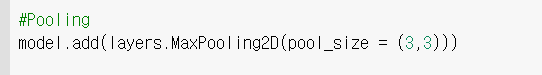 #Pooling
model.add(layers.MaxPooling2D(pool_size = (3,3)))